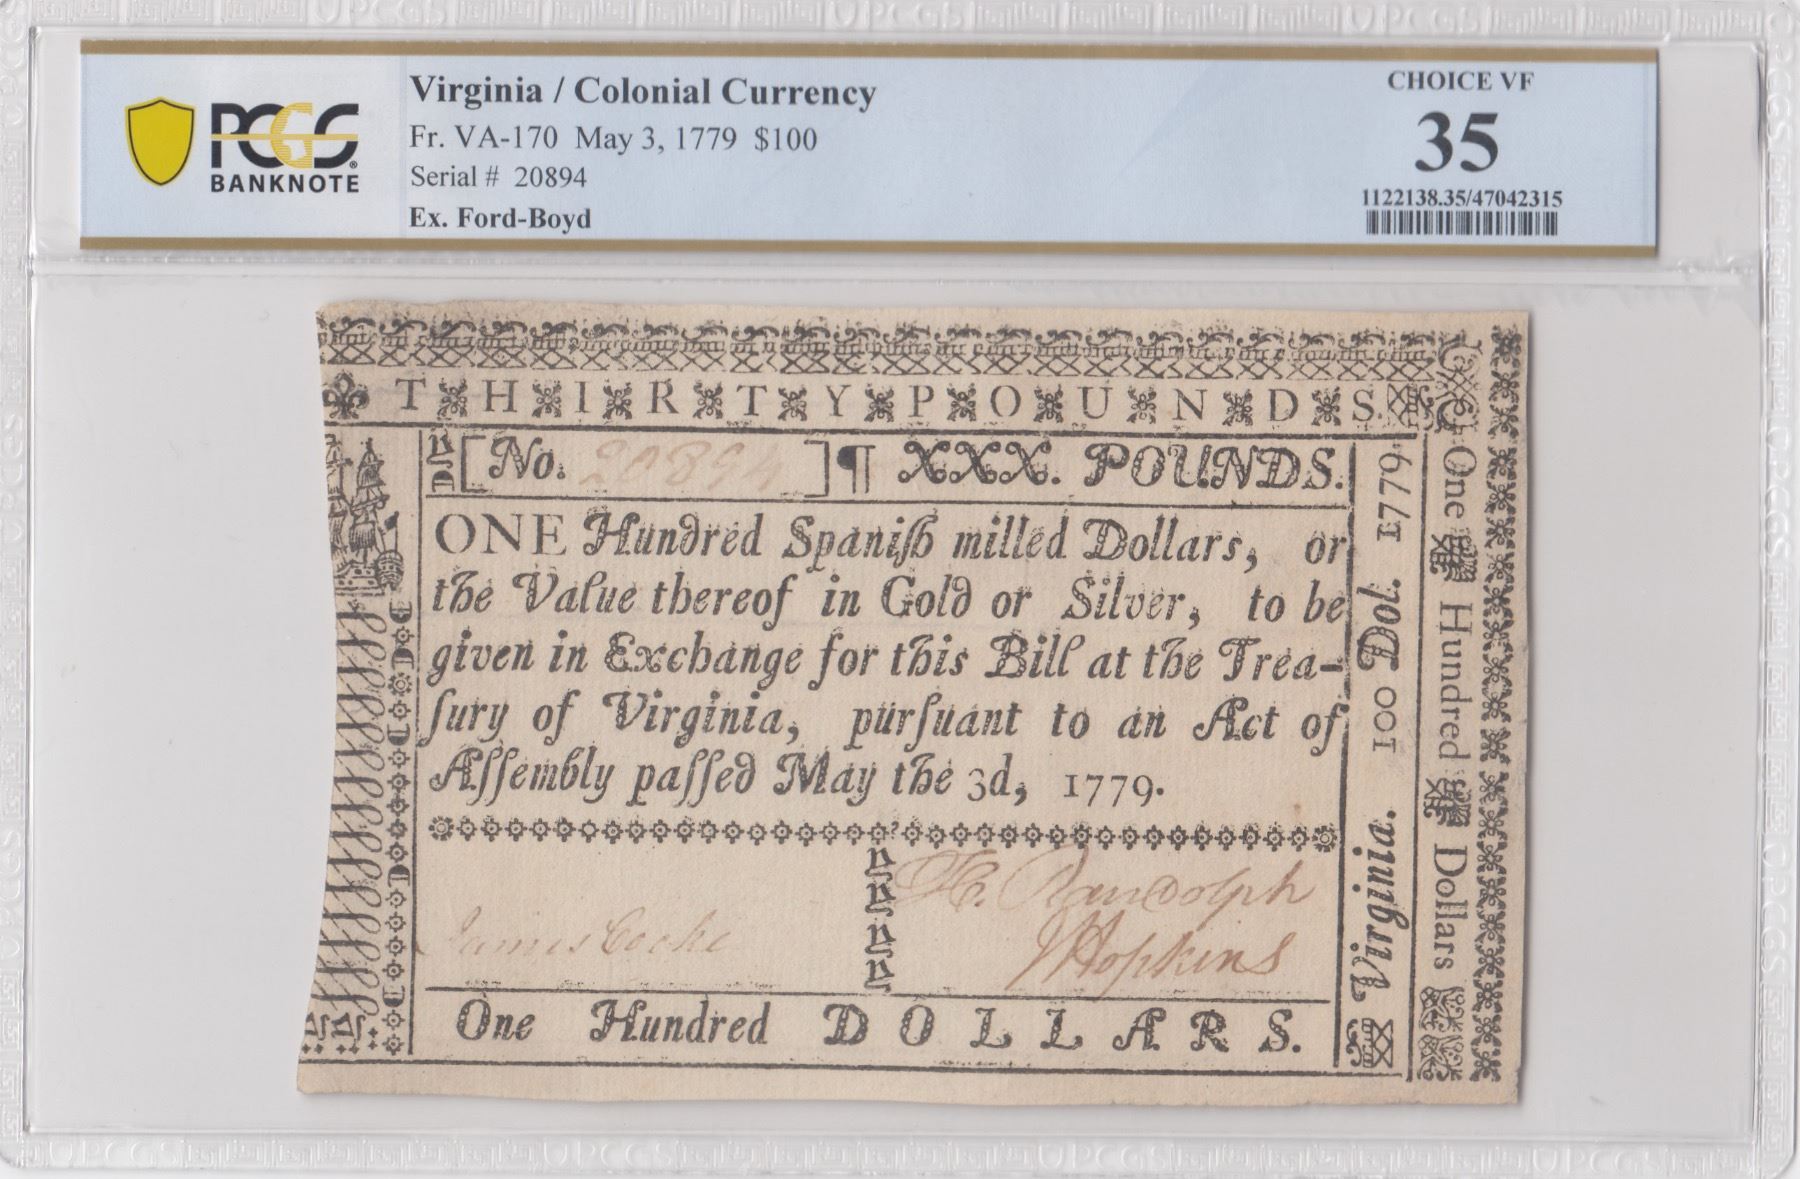 PCGS BANKNOTE
Virginia / Colonial Currency
Fr. VA-170 May 3, 1779 $100
Serial # 20894
Ex. Ford-Boyd
CHOICE VF
35
1122138.35/47042315
THIRTY POUNDS.
[No. 20894] ¶ XXX. POUNDS.
ONE Hundred Spaniſh milled Dollars, or
the Value thereof in Gold or Silver, to be
given in Exchange for this Bill at the Trea-
ſury of Virginia, purſuant to an Act of
Aſſembly paſſed May the 3d, 1779.
H. Randolph
James Cocke
JHopkins
One Hundred DOLLARS.
Virginia. 100 Dol. 1779.
One Hundred Dollars